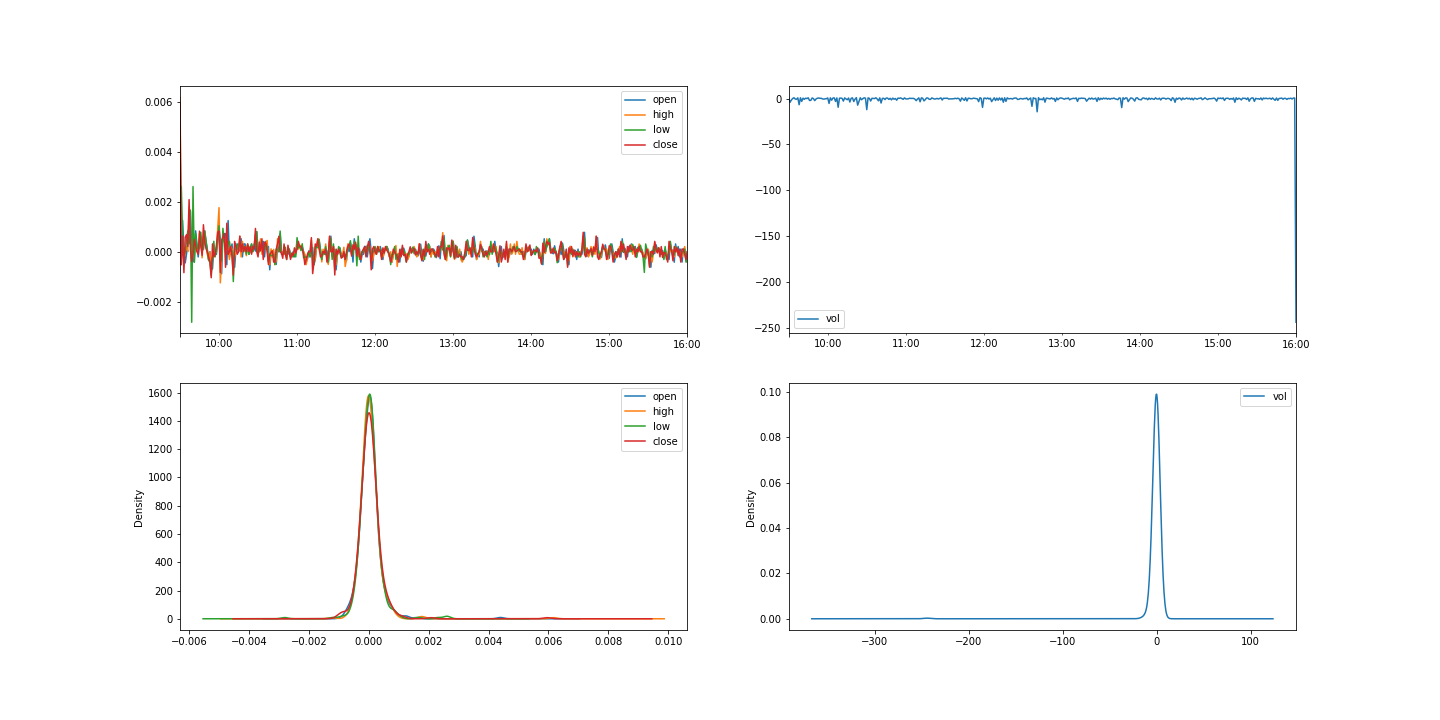 0.006
0.004
0.002
0.000
−0.002
10:00 11:00 12:00 13:00 14:00 15:00 16:00
open
high
low
close
0
−50
−100
−150
−200
−250
10:00 11:00 12:00 13:00 14:00 15:00 16:00
vol
1600
1400
1200
1000
800
600
400
200
0
Density
−0.006 −0.004 −0.002 0.000 0.002 0.004 0.006 0.008 0.010
open
high
low
close
0.10
0.08
0.06
0.04
0.02
0.00
Density
−300 −200 −100 0 100
vol